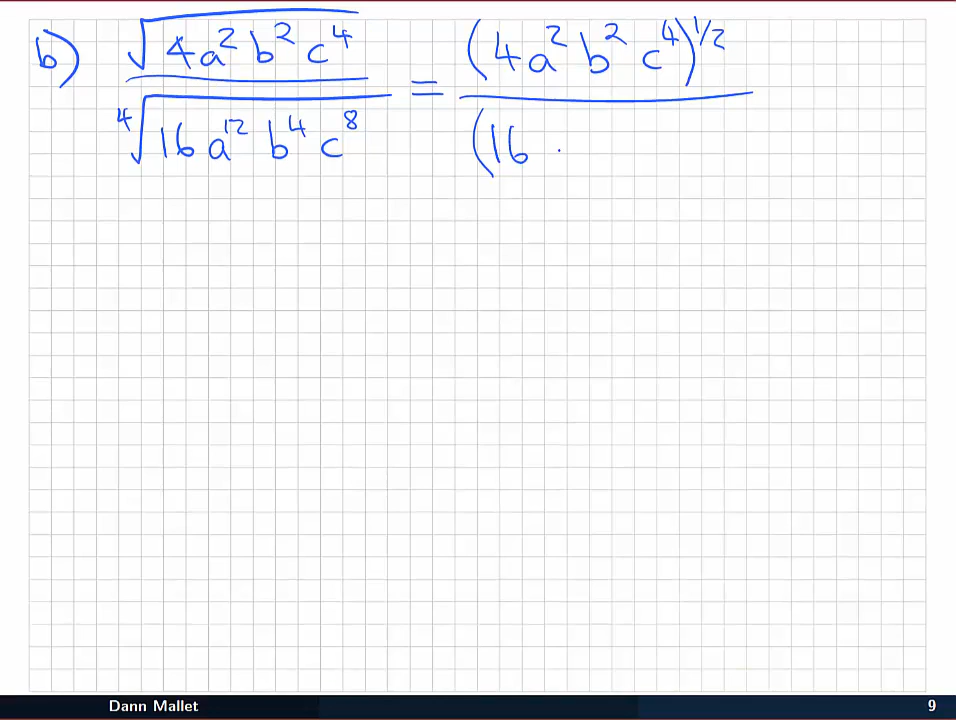 b) √(4a²b²c⁴) / ⁴√(16a¹²b⁴c⁸) = (4a²b²c⁴)^1/2 / (16
Dann Mallet 9